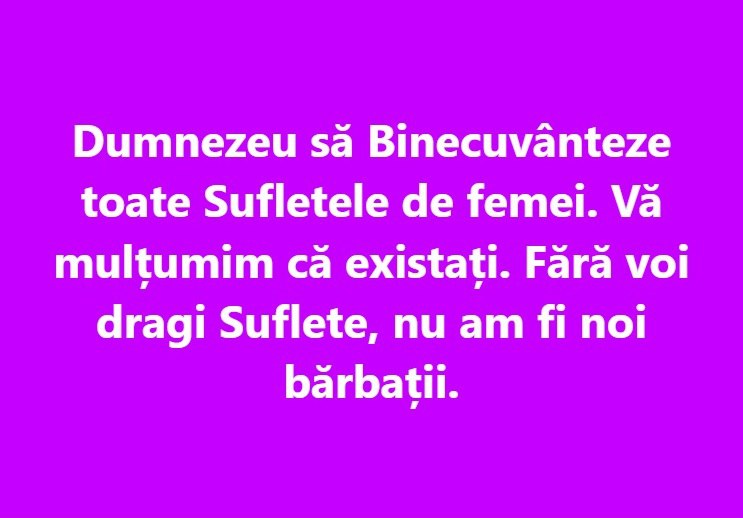 Dumnezeu să Binecuvânteze
toate Sufletele de femei. Vă
mulțumim că existați. Fără voi
dragi Suflete, nu am fi noi
bărbații.